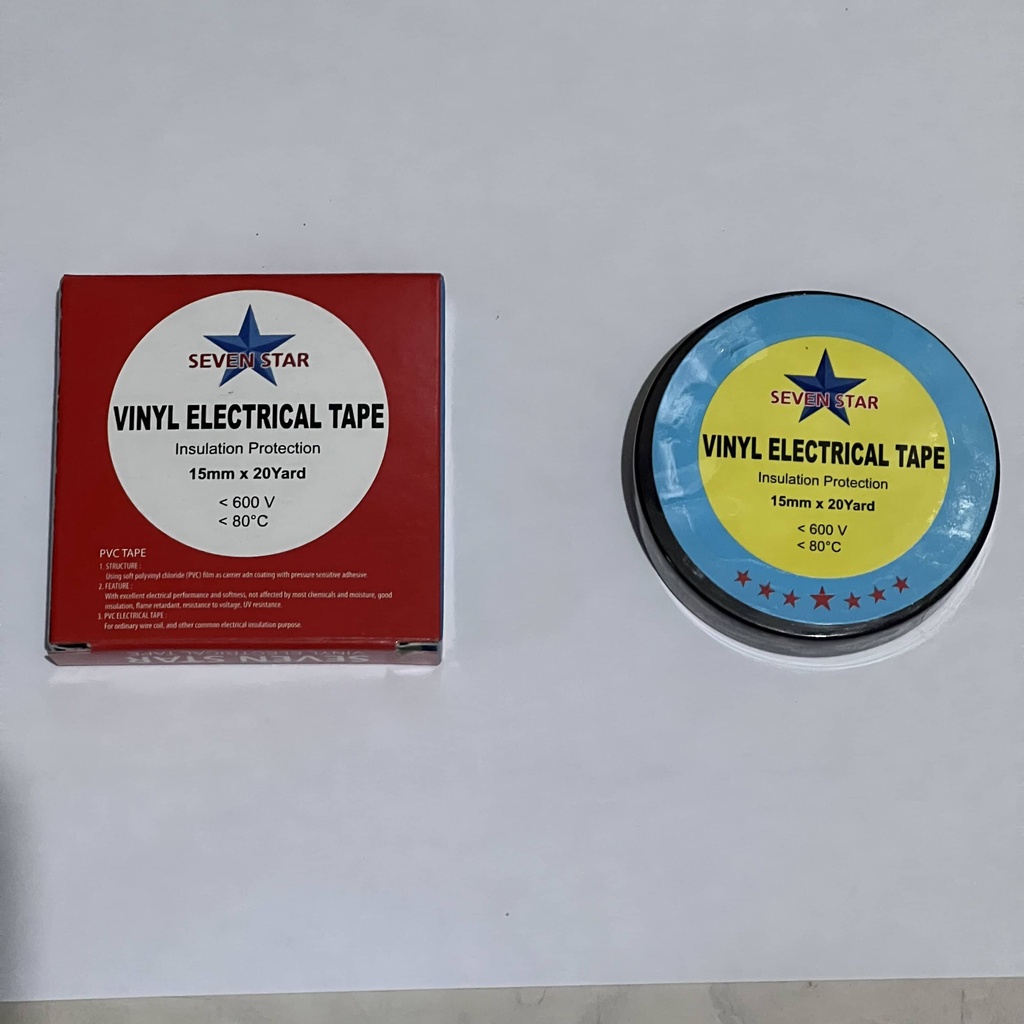 SEVEN STAR
VINYL ELECTRICAL TAPE
Insulation Protection
15mm x 20Yard
< 600 V
< 80°C
PVC TAPE
1. STRUCTURE :
Using soft polyvinyl chloride (PVC) film as carrier adn coating with pressure sensitive adhesive.
2. FEATURE :
With excellent electrical performance and softness, not affected by most chemicals and moisture, good
insulation, flame retardant, resistance to voltage, UV resistance.
3. PVC ELECTRICAL TAPE :
For ordinary wire coil, and other common electrical insulation purpose.
SEVEN STAR
VINYL ELECTRICAL TAPE
SEVEN STAR
VINYL ELECTRICAL TAPE
Insulation Protection
15mm x 20Yard
< 600 V
< 80°C